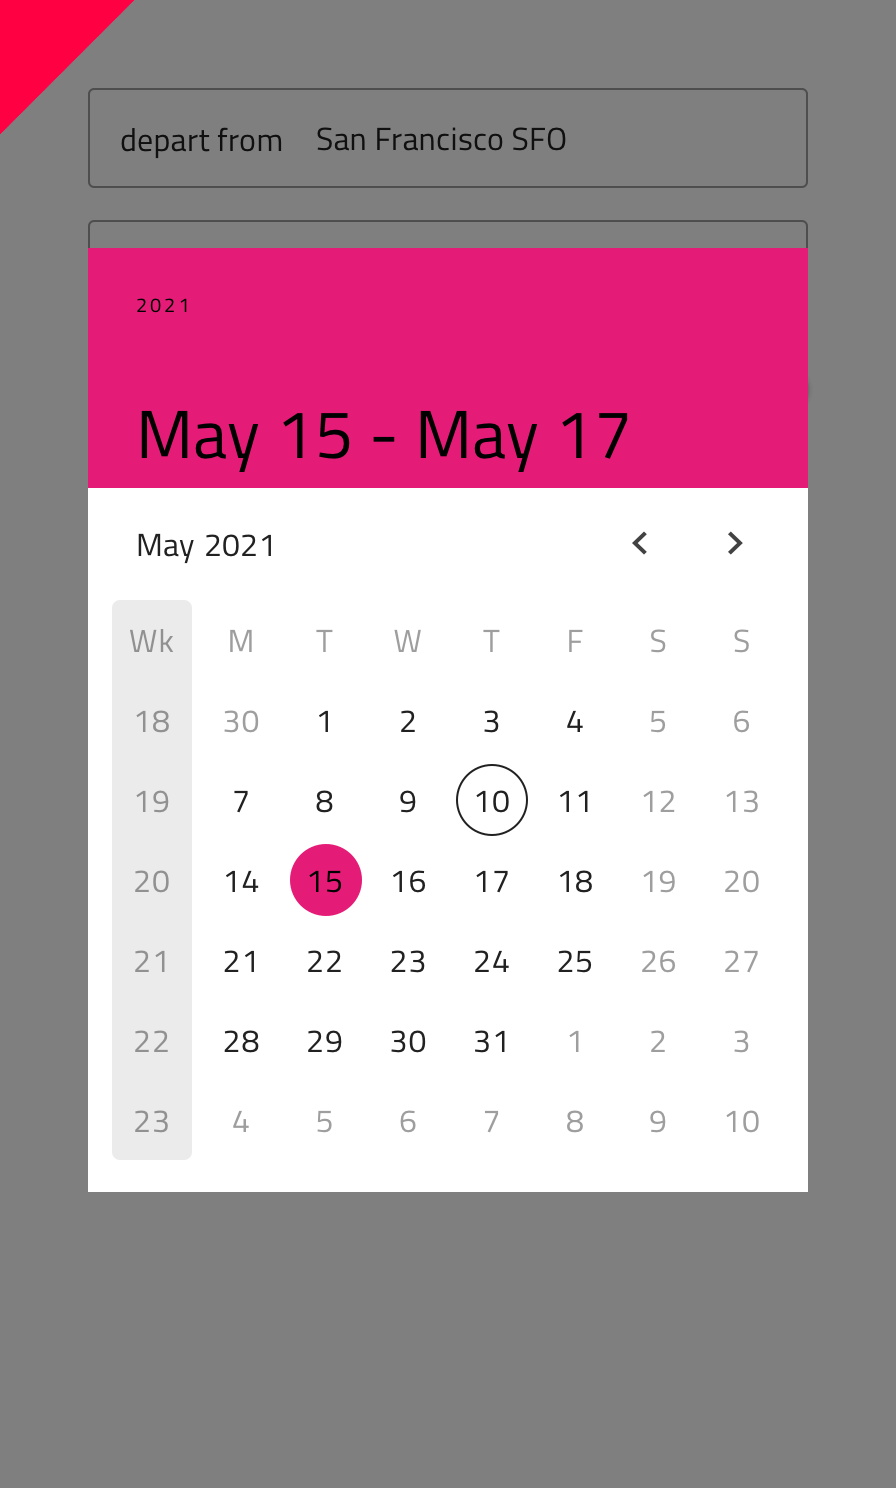 depart from San Francisco SFO
2021
May 15 - May 17
May 2021
Wk M T W T F S S
18 30 1 2 3 4 5 6
19 7 8 9 10 11 12 13
20 14 15 16 17 18 19 20
21 21 22 23 24 25 26 27
22 28 29 30 31 1 2 3
23 4 5 6 7 8 9 10